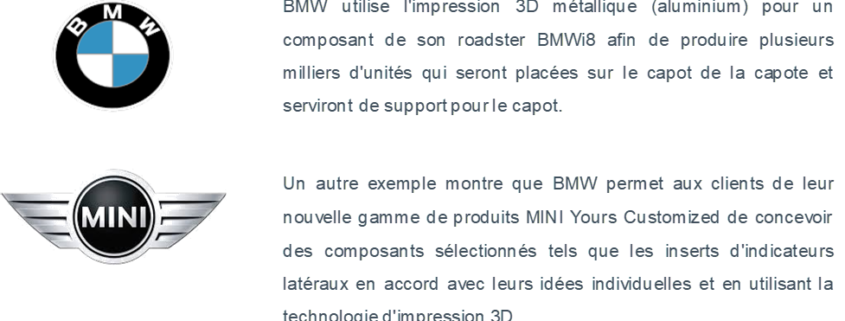 BMW
BMW utilise l'impression 3D métallique (aluminium) pour un
composant de son roadster BMWi8 afin de produire plusieurs
milliers d'unités qui seront placées sur le capot de la capote et
serviront de support pour le capot.
MINI
Un autre exemple montre que BMW permet aux clients de leur
nouvelle gamme de produits MINI Yours Customized de concevoir
des composants sélectionnés tels que les inserts d'indicateurs
latéraux en accord avec leurs idées individuelles et en utilisant la
technologie d'impression 3D